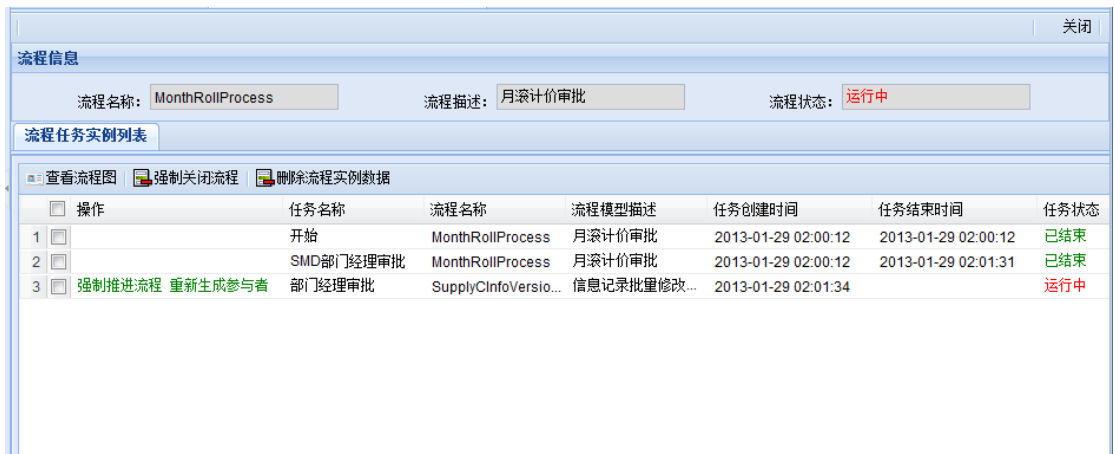 关闭
流程信息
流程名称： MonthRollProcess 流程描述： 月滚计价审批 流程状态： 运行中
流程任务实例列表
查看流程图 强制关闭流程 删除流程实例数据
操作 任务名称 流程名称 流程模型描述 任务创建时间 任务结束时间 任务状态
1 开始 MonthRollProcess 月滚计价审批 2013-01-29 02:00:12 2013-01-29 02:00:12 已结束
2 SMD部门经理审批 MonthRollProcess 月滚计价审批 2013-01-29 02:00:12 2013-01-29 02:01:31 已结束
3 强制推进流程 重新生成参与者 部门经理审批 SupplyCInfoVersio... 信息记录批量修改... 2013-01-29 02:01:34 运行中